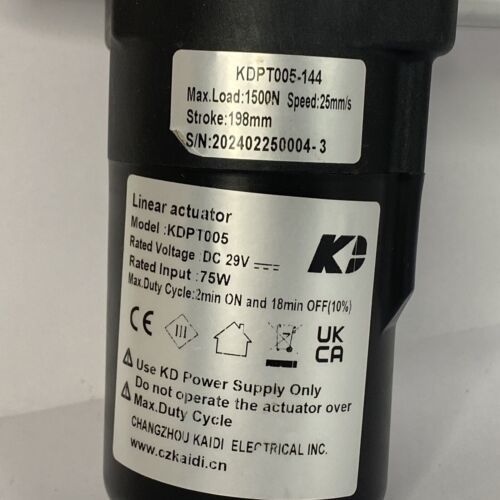 KDPT005-144
Max.Load:1500N Speed:25mm/s
Stroke:198mm
S/N:202402250004-3
Linear actuator
Model :KDPT005
Rated Voltage :DC 29V
Rated Input :75W
Max.Duty Cycle:2min ON and 18min OFF(10%)
KD
CE
III
UK
CA
Use KD Power Supply Only
Do not operate the actuator over
Max.Duty Cycle
CHANGZHOU KAIDI ELECTRICAL INC.
www.czkaidi.cn